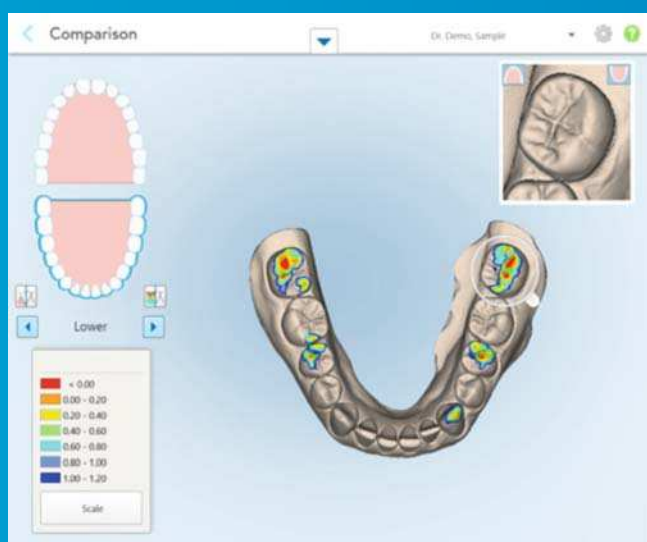 Comparison
Dr. Demo, Sample
?
Lower
< 0.00
0.00 - 0.20
0.20 - 0.40
0.40 - 0.60
0.60 - 0.80
0.80 - 1.00
1.00 - 1.20
Scale